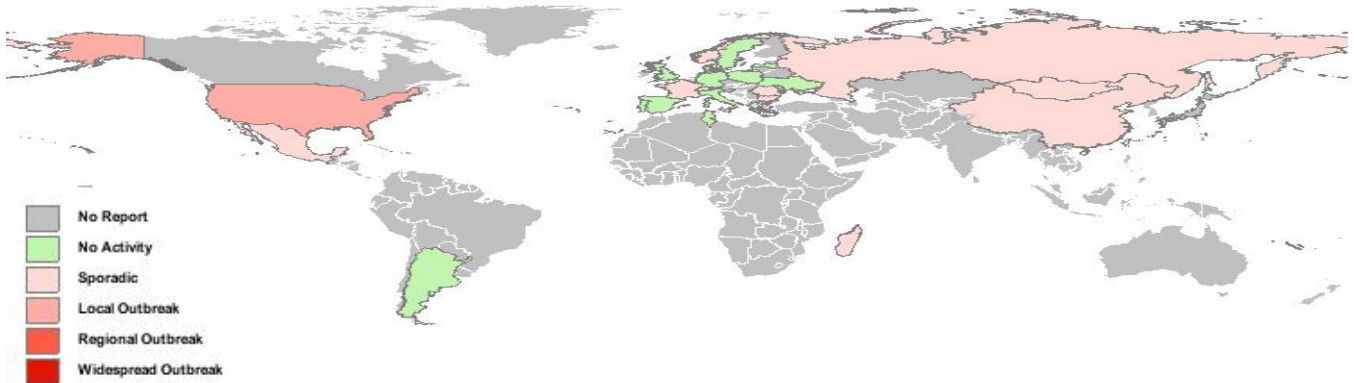 No Report
No Activity
Sporadic
Local Outbreak
Regional Outbreak
Widespread Outbreak